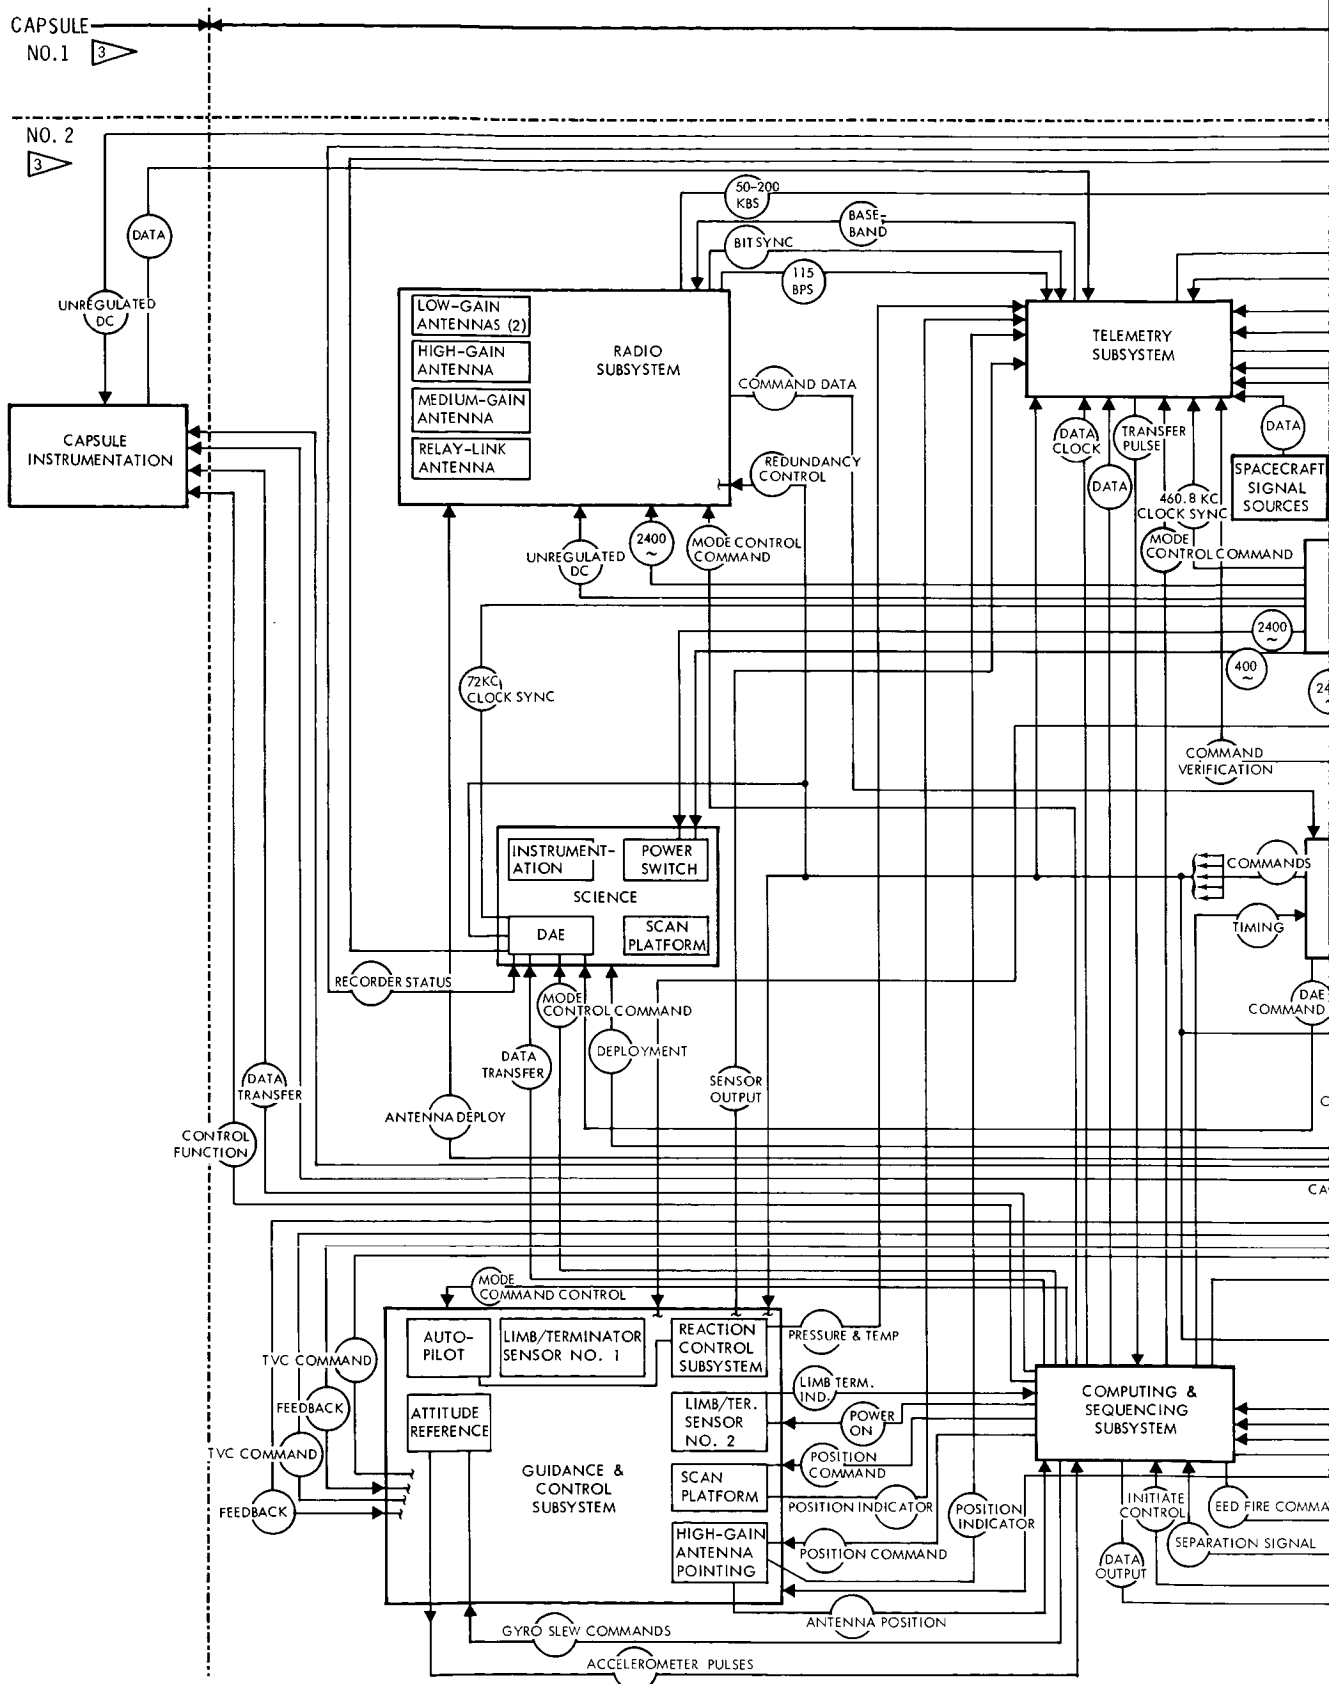 CAPSULE
NO.1
3
NO. 2
3
50-200
KBS
BASE-
BAND
BIT SYNC
115
BPS
DATA
UNREGULATED
DC
LOW-GAIN
ANTENNAS (2)
HIGH-GAIN
ANTENNA
MEDIUM-GAIN
ANTENNA
RELAY-LINK
ANTENNA
RADIO
SUBSYSTEM
TELEMETRY
SUBSYSTEM
COMMAND DATA
CAPSULE
INSTRUMENTATION
REDUNDANCY
CONTROL
DATA
CLOCK
TRANSFER
PULSE
DATA
DATA
SPACECRAFT
SIGNAL
SOURCES
460.8 KC
CLOCK SYNC
UNREGULATED
DC
2400
~
MODE CONTROL
COMMAND
MODE
CONTROL COMMAND
2400
~
400
~
24
~
72KC
CLOCK SYNC
COMMAND
VERIFICATION
INSTRUMENT-
ATION
POWER
SWITCH
SCIENCE
DAE
SCAN
PLATFORM
COMMANDS
TIMING
RECORDER STATUS
MODE
CONTROL COMMAND
DAE
COMMAND
DATA
TRANSFER
DEPLOYMENT
SENSOR
OUTPUT
DATA
TRANSFER
ANTENNA DEPLOY
C
CONTROL
FUNCTION
CA
MODE
COMMAND CONTROL
AUTO-
PILOT
LIMB/TERMINATOR
SENSOR NO. 1
REACTION
CONTROL
SUBSYSTEM
PRESSURE & TEMP
TVC COMMAND
LIMB TERM.
IND.
COMPUTING &
SEQUENCING
SUBSYSTEM
FEEDBACK
ATTITUDE
REFERENCE
LIMB/TER.
SENSOR
NO. 2
POWER
ON
TVC COMMAND
POSITION
COMMAND
GUIDANCE &
CONTROL
SUBSYSTEM
SCAN
PLATFORM
POSITION INDICATOR
POSITION
INDICATOR
INITIATE
CONTROL
EED FIRE COMMA
FEEDBACK
HIGH-GAIN
ANTENNA
POINTING
POSITION COMMAND
SEPARATION SIGNAL
DATA
OUTPUT
ANTENNA POSITION
GYRO SLEW COMMANDS
ACCELEROMETER PULSES